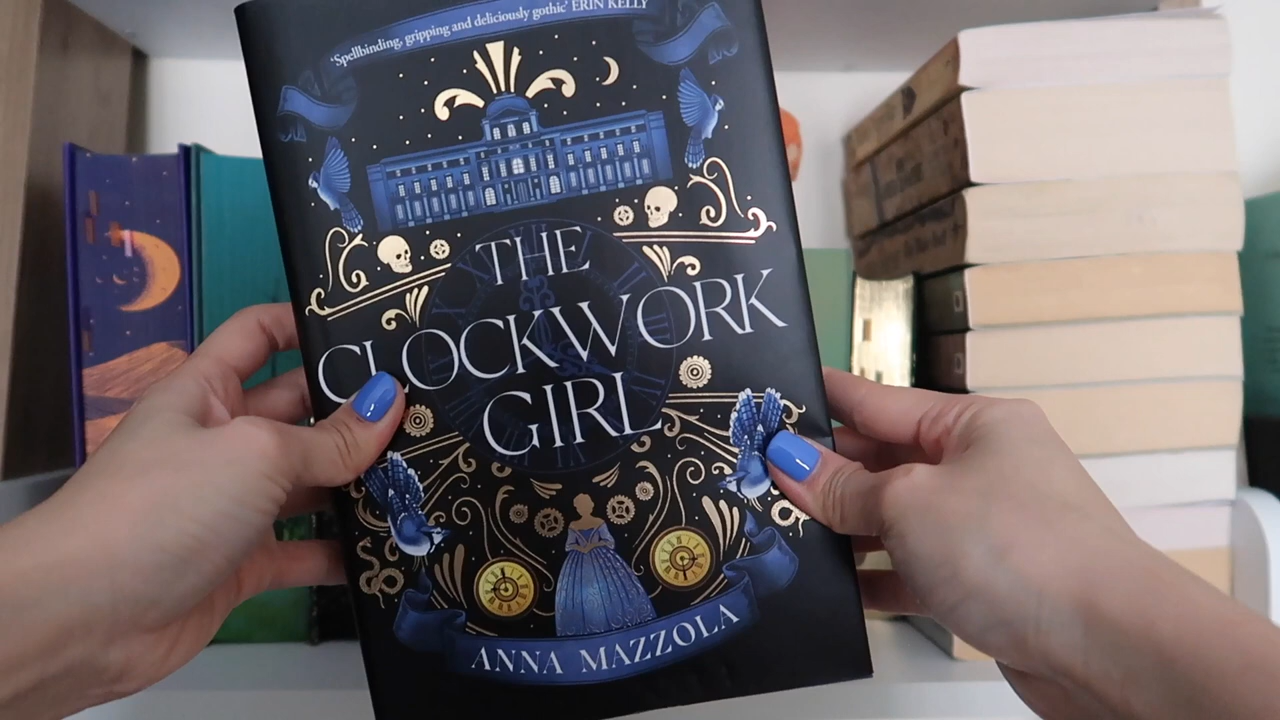 'Spellbinding, gripping and deliciously gothic' ERIN KELLY
THE
CLOCKWORK
GIRL
ANNA MAZZOLA